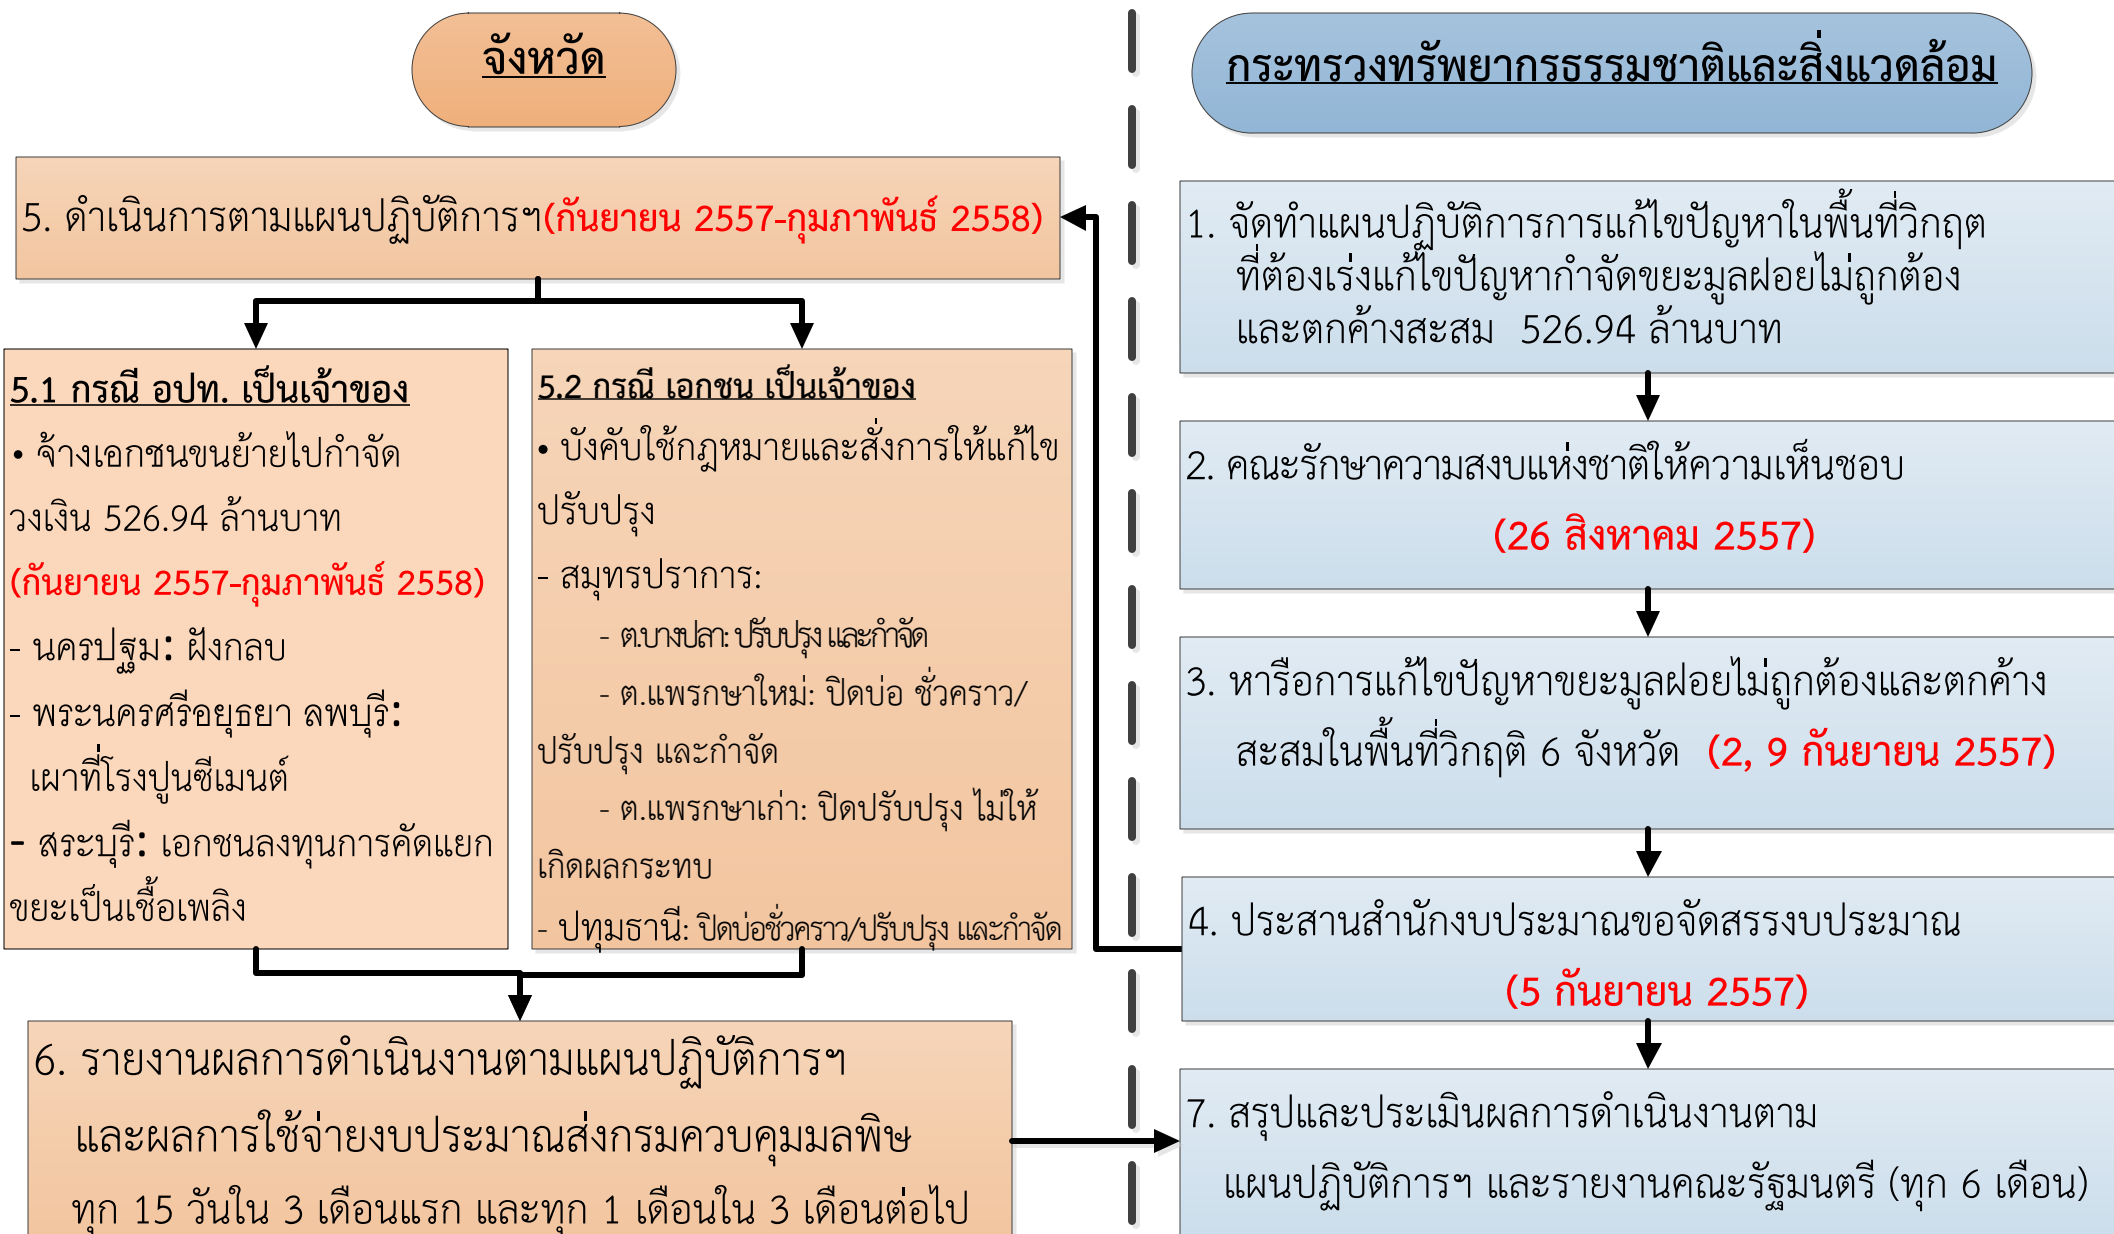 จังหวัด
5. ดำเนินการตามแผนปฏิบัติการฯ(กันยายน 2557-กุมภาพันธ์ 2558)
5.1 กรณี อปท. เป็นเจ้าของ
• จ้างเอกชนขนย้ายไปกำจัด
วงเงิน 526.94 ล้านบาท
(กันยายน 2557-กุมภาพันธ์ 2558)
- นครปฐม: ฝังกลบ
- พระนครศรีอยุธยา ลพบุรี:
เผาที่โรงปูนซีเมนต์
- สระบุรี: เอกชนลงทุนการคัดแยก
ขยะเป็นเชื้อเพลิง
5.2 กรณี เอกชน เป็นเจ้าของ
• บังคับใช้กฎหมายและสั่งการให้แก้ไข
ปรับปรุง
- สมุทรปราการ:
- ต.บางปลา: ปรับปรุง และกำจัด
- ต.แพรกษาใหม่: ปิดบ่อ ชั่วคราว/
ปรับปรุง และกำจัด
- ต.แพรกษาเก่า: ปิดปรับปรุง ไม่ให้
เกิดผลกระทบ
- ปทุมธานี: ปิดบ่อชั่วคราว/ปรับปรุง และกำจัด
6. รายงานผลการดำเนินงานตามแผนปฏิบัติการฯ
และผลการใช้จ่ายงบประมาณส่งกรมควบคุมมลพิษ
ทุก 15 วันใน 3 เดือนแรก และทุก 1 เดือนใน 3 เดือนต่อไป
กระทรวงทรัพยากรธรรมชาติและสิ่งแวดล้อม
1. จัดทำแผนปฏิบัติการการแก้ไขปัญหาในพื้นที่วิกฤต
ที่ต้องเร่งแก้ไขปัญหากำจัดขยะมูลฝอยไม่ถูกต้อง
และตกค้างสะสม 526.94 ล้านบาท
2. คณะรักษาความสงบแห่งชาติให้ความเห็นชอบ
(26 สิงหาคม 2557)
3. หารือการแก้ไขปัญหาขยะมูลฝอยไม่ถูกต้องและตกค้าง
สะสมในพื้นที่วิกฤติ 6 จังหวัด (2, 9 กันยายน 2557)
4. ประสานสำนักงบประมาณขอจัดสรรงบประมาณ
(5 กันยายน 2557)
7. สรุปและประเมินผลการดำเนินงานตาม
แผนปฏิบัติการฯ และรายงานคณะรัฐมนตรี (ทุก 6 เดือน)